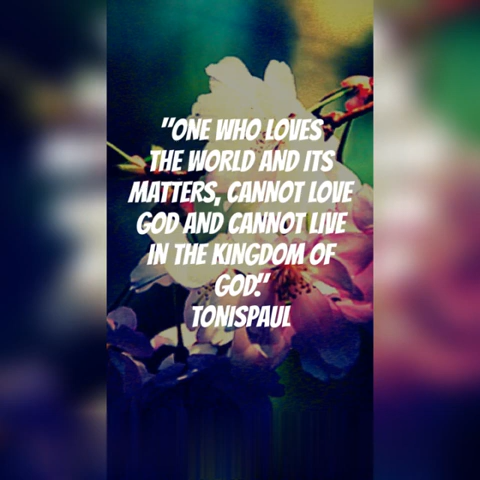 "ONE WHO LOVES
THE WORLD AND ITS
MATTERS, CANNOT LOVE
GOD AND CANNOT LIVE
IN THE KINGDOM OF
GOD."
TONISPAUL